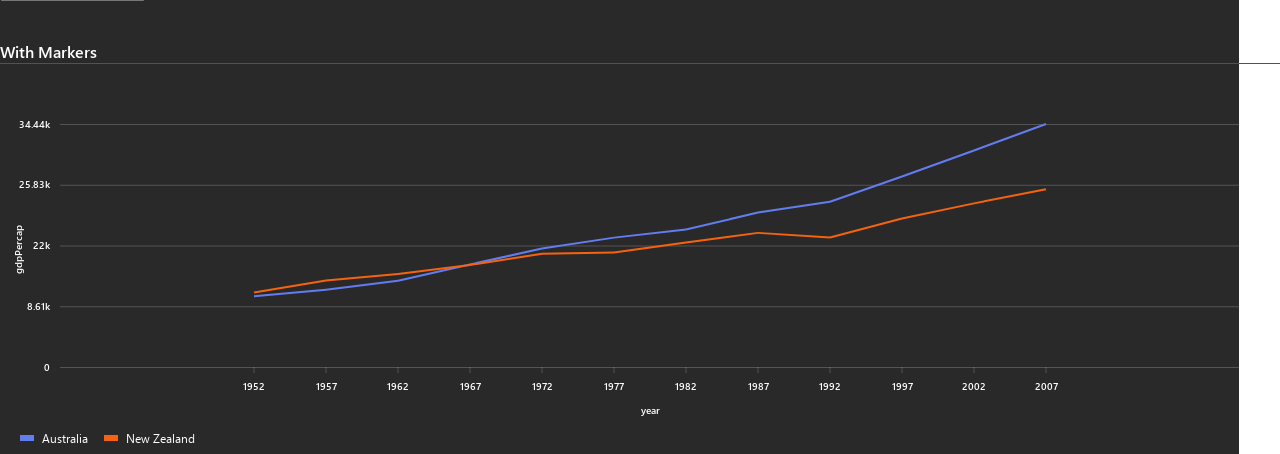 With Markers
34.44k
25.83k
22k
8.61k
0
gdpPercap
1952 1957 1962 1967 1972 1977 1982 1987 1992 1997 2002 2007
year
Australia New Zealand